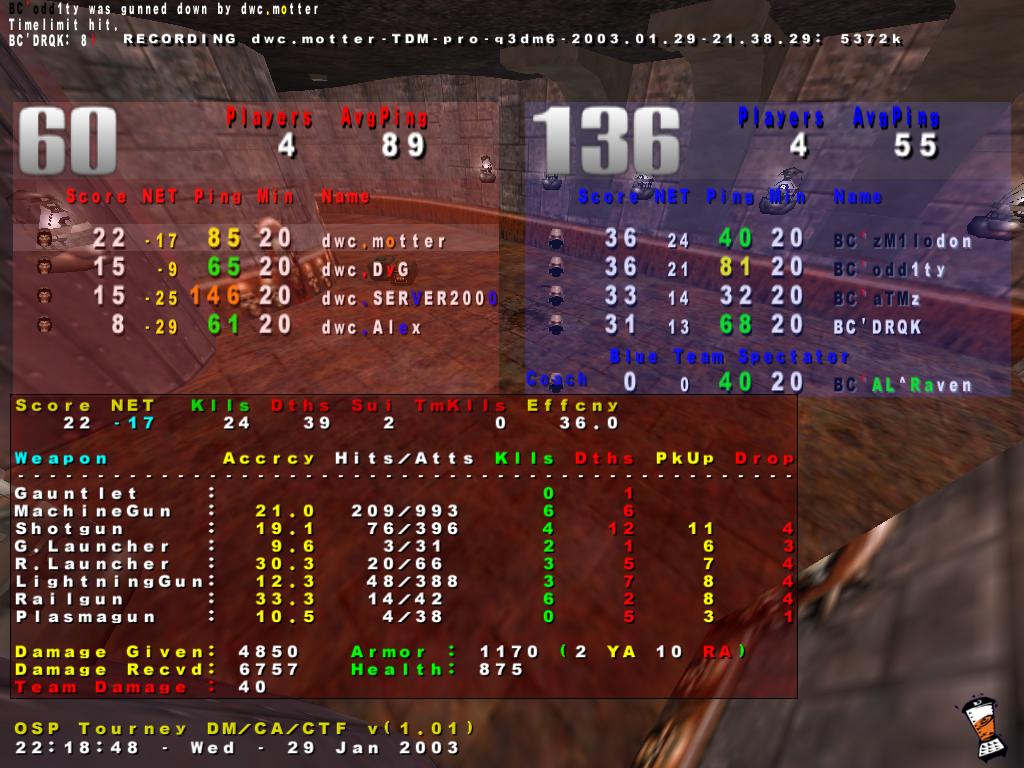 BC'odd1ty was gunned down by dwc.motter
Timelimit hit.
BC'DRQK: 8
RECORDING dwc.motter-TDM-pro-q3dm6-2003.01.29-21.38.29: 5372k
60 Players AvgPing
4 89
Score NET Ping Min Name
22 -17 85 20 dwc.motter
15 -9 65 20 dwc.DyG
15 -25 146 20 dwc.SERVER2000
8 -29 61 20 dwc.Alex
136 Players AvgPing
4 55
Score NET Ping Min Name
36 24 40 20 BC'zM1lodon
36 21 81 20 BC'odd1ty
33 14 32 20 BC'aTMz
31 13 68 20 BC'DRQK
Blue Team Spectator
Coach 0 0 40 20 BC'AL^Raven
Score NET Klls Dths Sui TmKlls Effcny
22 -17 24 39 2 0 36.0
Weapon Accrcy Hits/Atts Klls Dths PkUp Drop
Gauntlet : 0 1
MachineGun : 21.0 209/993 6 6
Shotgun : 19.1 76/396 4 12 11 4
G.Launcher : 9.6 3/31 2 1 6 3
R.Launcher : 30.3 20/66 3 5 7 4
LightningGun: 12.3 48/388 3 7 8 4
Railgun : 33.3 14/42 6 2 8 4
Plasmagun : 10.5 4/38 0 5 3 1
Damage Given: 4850 Armor : 1170 (2 YA 10 RA)
Damage Recvd: 6757 Health: 875
Team Damage : 40
OSP Tourney DM/CA/CTF v(1.01)
22:18:48 - Wed - 29 Jan 2003